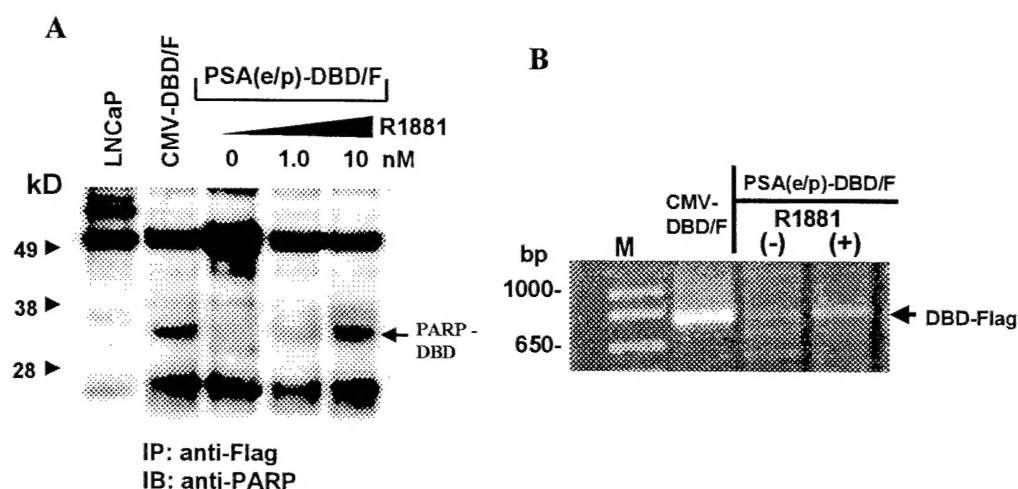 A
LNCaP
CMV-DBD/F
PSA(e/p)-DBD/F
R1881
0 1.0 10 nM
kD
49
38
28
PARP -
DBD
IP: anti-Flag
IB: anti-PARP
B
CMV-
DBD/F
PSA(e/p)-DBD/F
R1881
(-) (+)
bp
M
1000-
650-
DBD-Flag